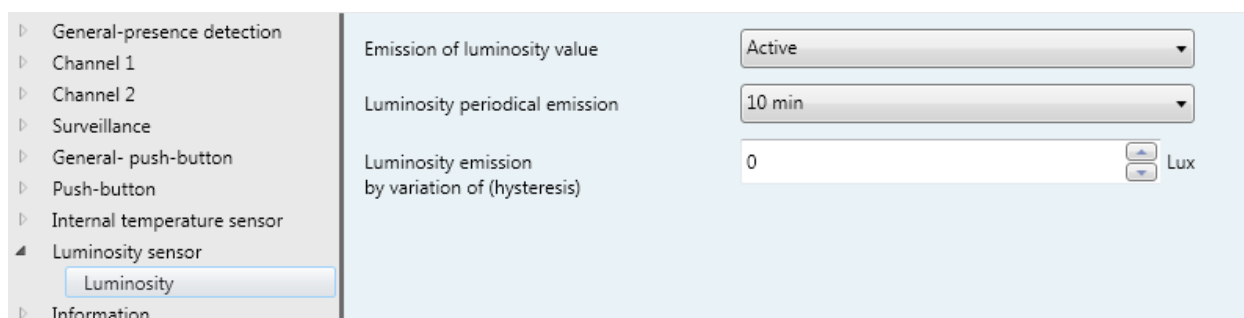 General-presence detection
Channel 1
Channel 2
Surveillance
General- push-button
Push-button
Internal temperature sensor
Luminosity sensor
Luminosity
Information
Emission of luminosity value
Active
Luminosity periodical emission
10 min
Luminosity emission
by variation of (hysteresis)
0
Lux